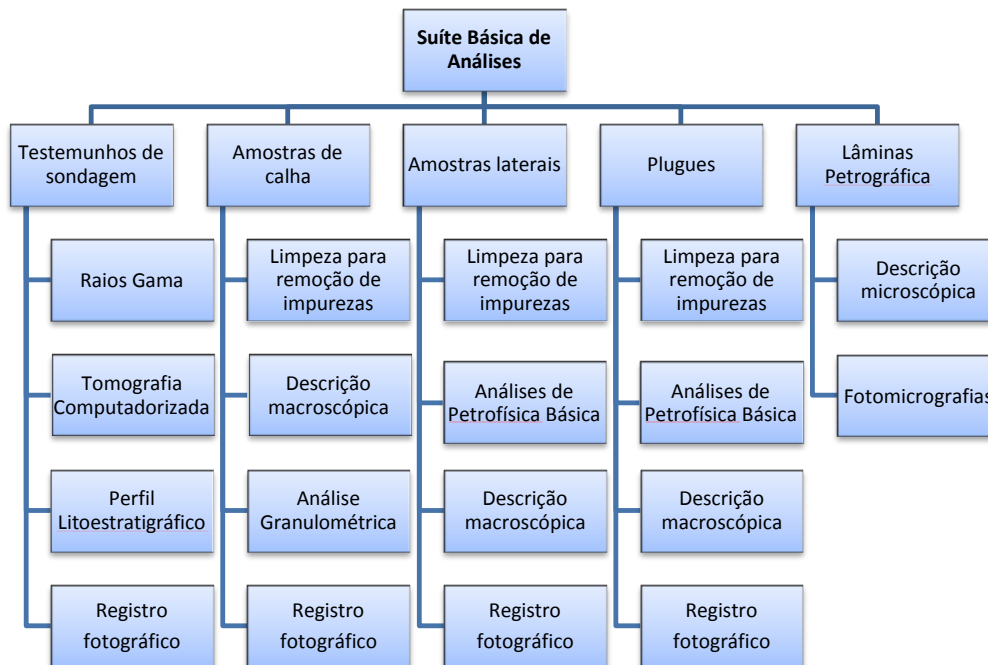 Suíte Básica de
Análises
Testemunhos de
sondagem
Raios Gama
Tomografia
Computadorizada
Perfil
Litoestratigráfico
Registro
fotográfico
Amostras de
calha
Limpeza para
remoção de
impurezas
Descrição
macroscópica
Análise
Granulométrica
Registro
fotográfico
Amostras laterais
Limpeza para
remoção de
impurezas
Análises de
Petrofísica Básica
Descrição
macroscópica
Registro
fotográfico
Plugues
Limpeza para
remoção de
impurezas
Análises de
Petrofísica Básica
Descrição
macroscópica
Registro
fotográfico
Lâminas
Petrográfica
Descrição
microscópica
Fotomicrografias